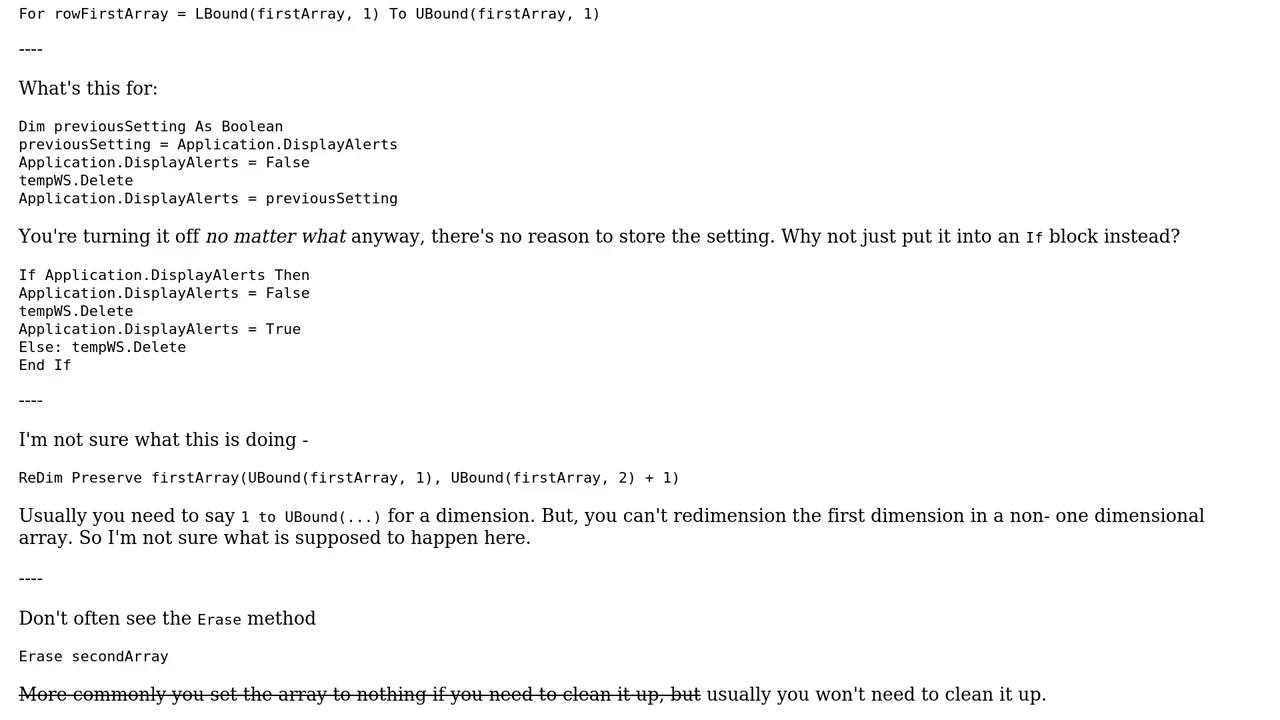 For rowFirstArray = LBound(firstArray, 1) To UBound(firstArray, 1)
----
What's this for:
Dim previousSetting As Boolean
previousSetting = Application.DisplayAlerts
Application.DisplayAlerts = False
tempWS.Delete
Application.DisplayAlerts = previousSetting
You're turning it off no matter what anyway, there's no reason to store the setting. Why not just put it into an If block instead?
If Application.DisplayAlerts Then
Application.DisplayAlerts = False
tempWS.Delete
Application.DisplayAlerts = True
Else: tempWS.Delete
End If
----
I'm not sure what this is doing -
ReDim Preserve firstArray(UBound(firstArray, 1), UBound(firstArray, 2) + 1)
Usually you need to say 1 to UBound(...) for a dimension. But, you can't redimension the first dimension in a non- one dimensional
array. So I'm not sure what is supposed to happen here.
----
Don't often see the Erase method
Erase secondArray
More commonly you set the array to nothing if you need to clean it up, but usually you won't need to clean it up.